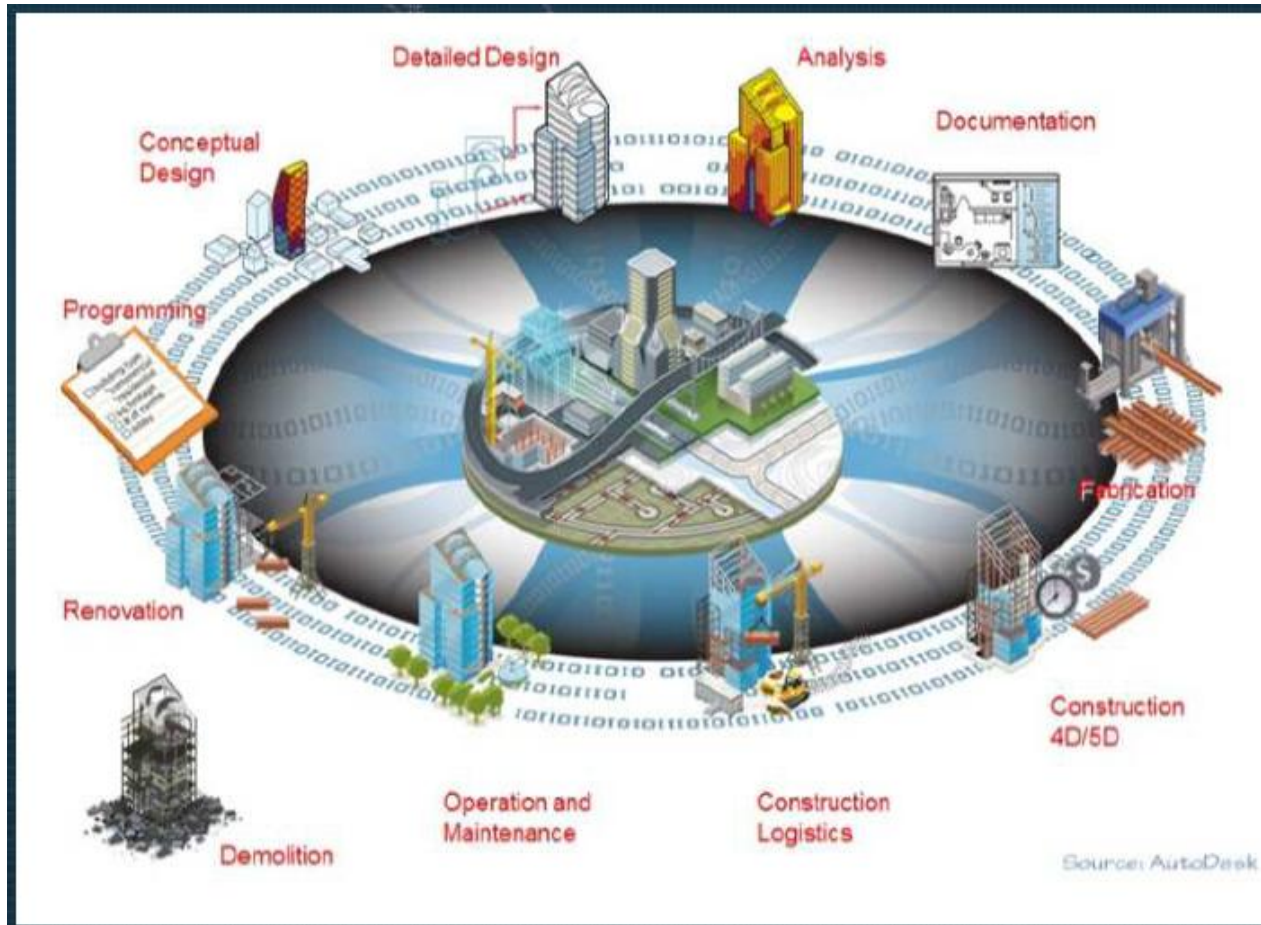 Detailed Design
Analysis
Documentation
Conceptual
Design
Programming
Fabrication
Renovation
Construction
4D/5D
Operation and
Maintenance
Construction
Logistics
Demolition
Source: AutoDesk